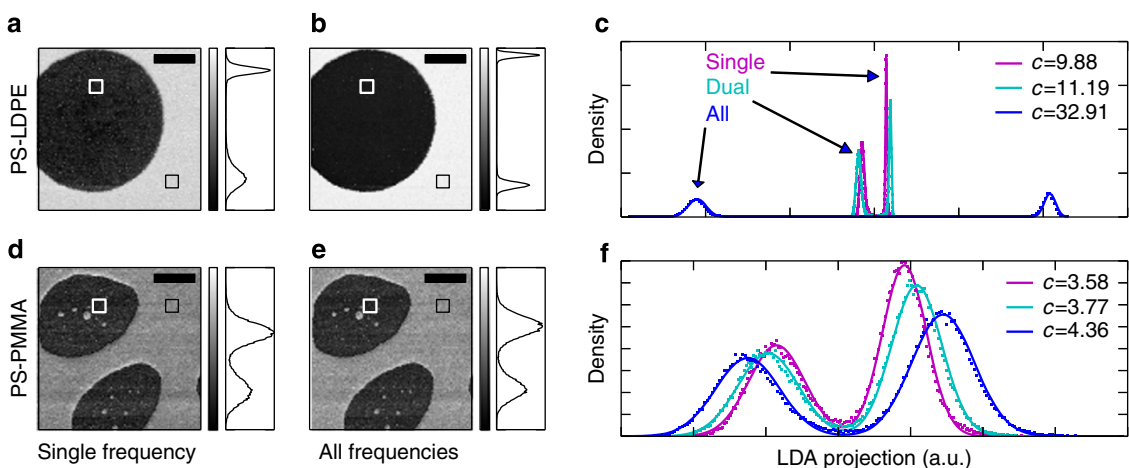 a
b
c
PS-LDPE
Density
Single
Dual
All
c=9.88
c=11.19
c=32.91
d
e
f
PS-PMMA
Density
c=3.58
c=3.77
c=4.36
Single frequency
All frequencies
LDA projection (a.u.)